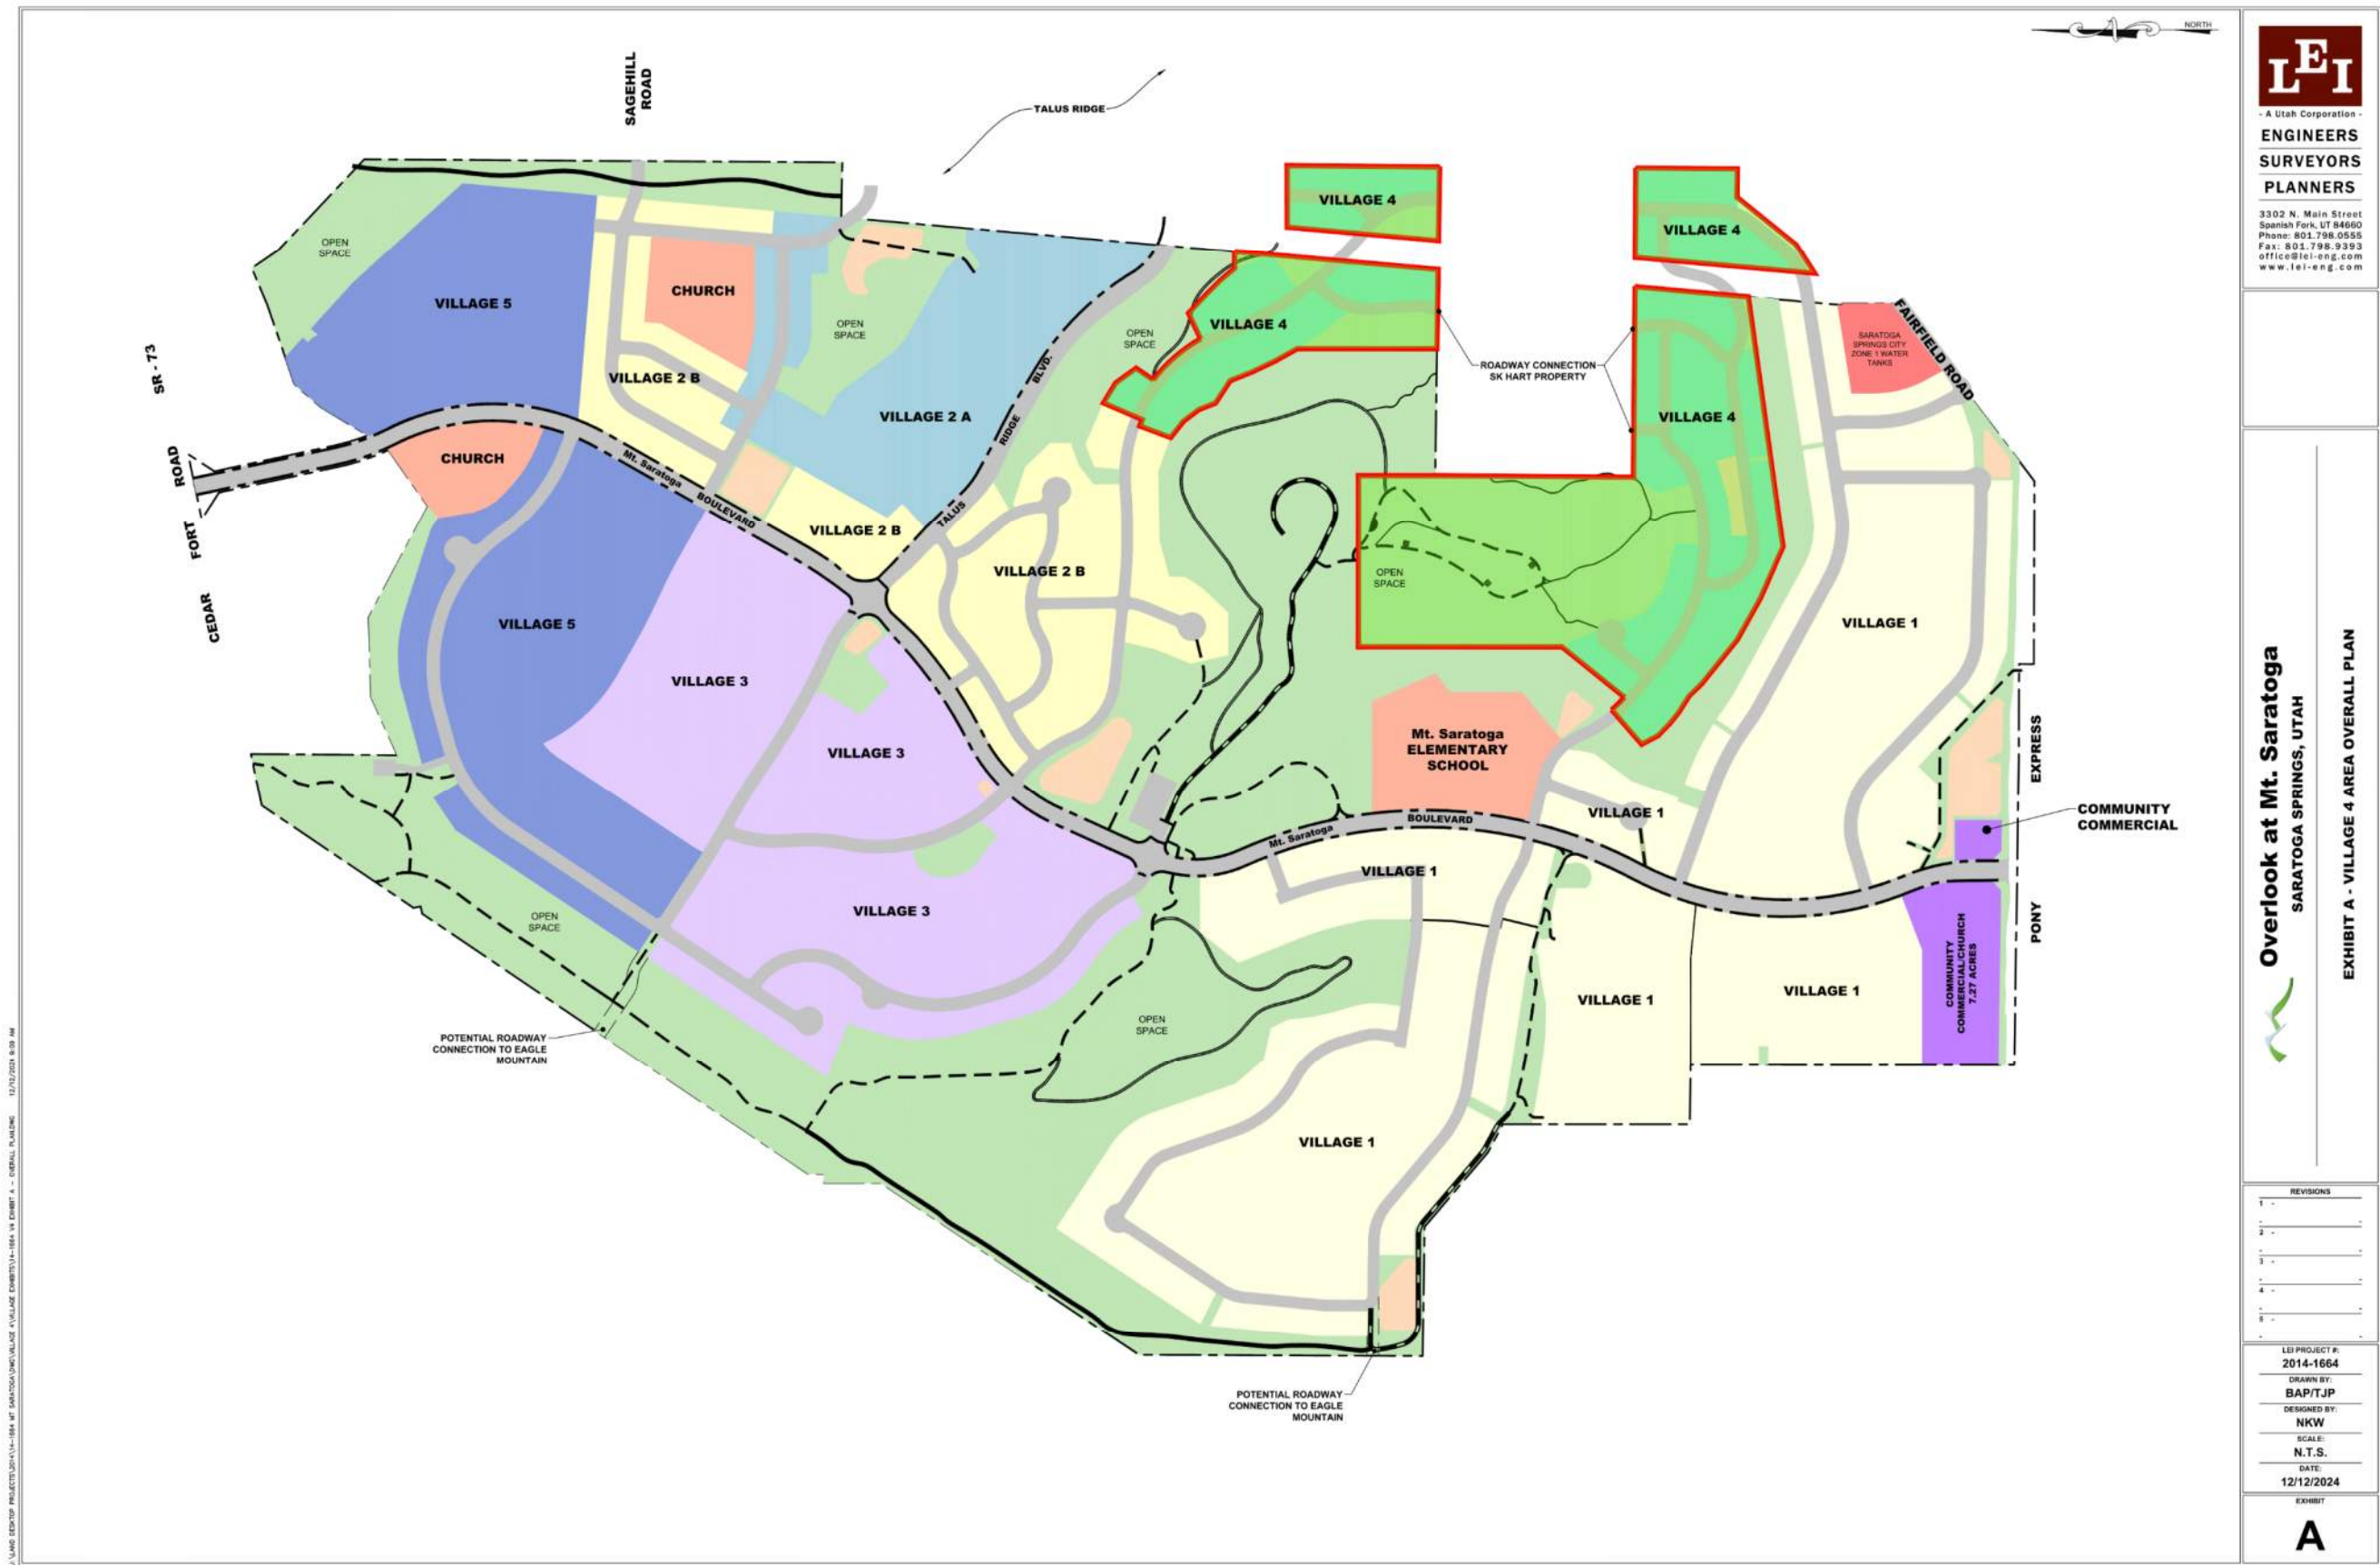 NORTH
SAGEHILL
ROAD
TALUS RIDGE
VILLAGE 4
VILLAGE 4
OPEN
SPACE
VILLAGE 5
CHURCH
OPEN
SPACE
OPEN
SPACE
VILLAGE 4
SARATOGA
SPRINGS CITY
ZONE 1 WATER
TANKS
FAIRFIELD ROAD
SR - 73
ROADWAY CONNECTION
SK HART PROPERTY
VILLAGE 2 B
VILLAGE 2 A
VILLAGE 4
TALUS RIDGE BLVD.
CHURCH
Mt. Saratoga BOULEVARD
CEDAR FORT ROAD
VILLAGE 2 B
VILLAGE 2 B
OPEN
SPACE
VILLAGE 5
VILLAGE 1
VILLAGE 3
VILLAGE 3
Mt. Saratoga
ELEMENTARY
SCHOOL
PONY EXPRESS
COMMUNITY
COMMERCIAL
VILLAGE 1
Mt. Saratoga BOULEVARD
VILLAGE 1
VILLAGE 3
OPEN
SPACE
COMMUNITY
COMMERCIAL/CHURCH
7.27 ACRES
VILLAGE 1
VILLAGE 1
OPEN
SPACE
POTENTIAL ROADWAY
CONNECTION TO EAGLE
MOUNTAIN
VILLAGE 1
POTENTIAL ROADWAY
CONNECTION TO EAGLE
MOUNTAIN
LEI
- A Utah Corporation -
ENGINEERS
SURVEYORS
PLANNERS
3302 N. Main Street
Spanish Fork, UT 84660
Phone: 801.798.0555
Fax: 801.798.9393
office@lei-eng.com
www.lei-eng.com
Overlook at Mt. Saratoga
SARATOGA SPRINGS, UTAH
EXHIBIT A - VILLAGE 4 AREA OVERALL PLAN
REVISIONS
1 -
2 -
3 -
4 -
5 -
LEI PROJECT #:
2014-1664
DRAWN BY:
BAP/TJP
DESIGNED BY:
NKW
SCALE:
N.T.S.
DATE:
12/12/2024
EXHIBIT
A